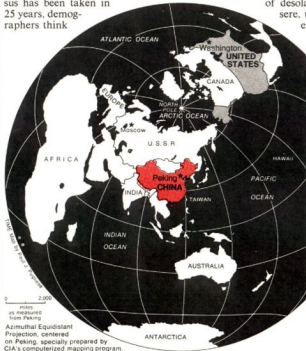 sus has been taken in
25 years, demog-
raphers think
of desola
sere,
ATLANTIC OCEAN
Washington
UNITED
STATES
CANADA
EUROPE
NORTH
POLE
ARCTIC OCEAN
Moscow
U.S.S.R.
HAWAII
AFRICA
Peking
CHINA
PACIFIC
OCEAN
INDIA
TAIWAN
INDIAN
OCEAN
AUSTRALIA
ANTARCTICA
0 2,000
miles
as measured
from Peking
Azimuthal Equidistant
Projection, centered
on Peking, specially prepared by
CIA's computerized mapping program.